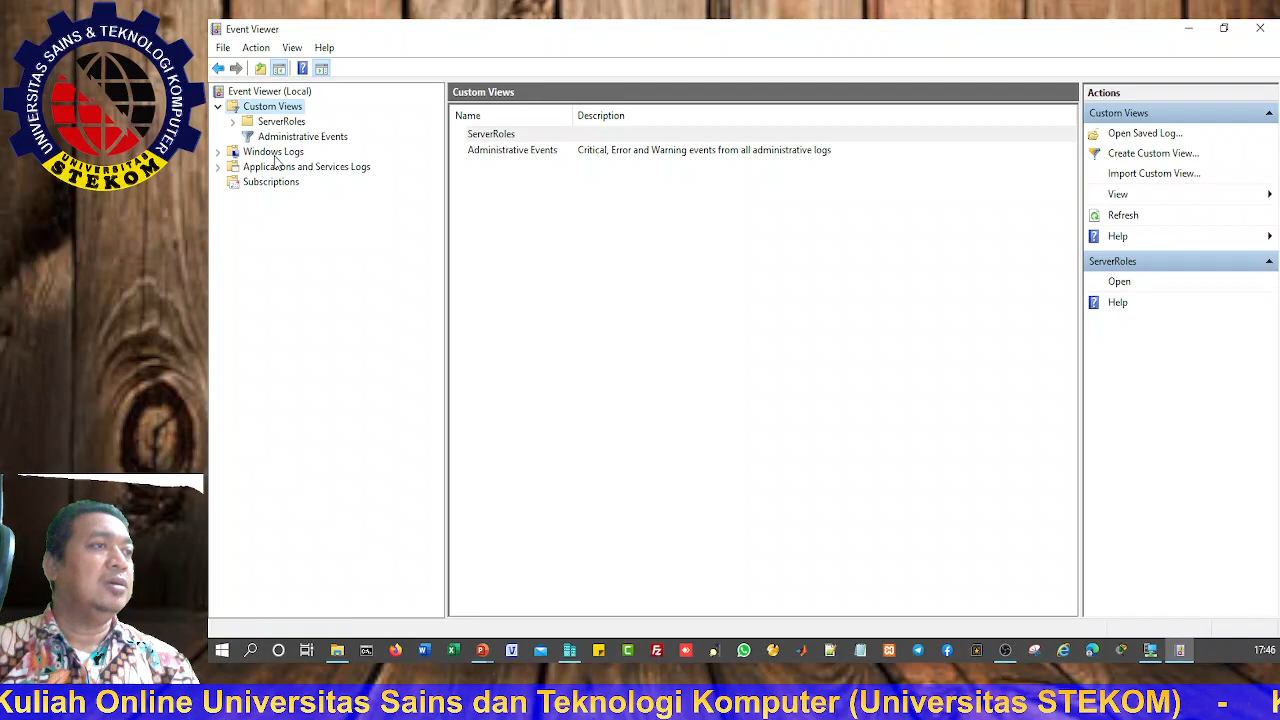 UNIVERSITAS SAINS & TEKNOLOGI KOMPUTER
UNIVERSITAS
STEKOM
Event Viewer
File Action View Help
Event Viewer (Local)
Custom Views
ServerRoles
Administrative Events
Windows Logs
Applications and Services Logs
Subscriptions
Custom Views
Name Description
ServerRoles
Administrative Events Critical, Error and Warning events from all administrative logs
Actions
Custom Views
Open Saved Log...
Create Custom View...
Import Custom View...
View
Refresh
Help
ServerRoles
Open
Help
17:46
Kuliah Online Universitas Sains dan Teknologi Komputer (Universitas STEKOM) -